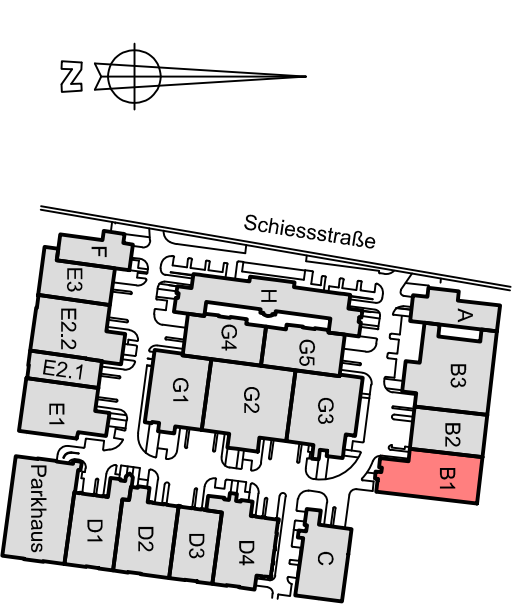 N
Schiessstraße
F
E3
H
A
E2.2
G4
G5
B3
E2.1
G1
G2
G3
E1
B2
B1
Parkhaus
D1
D2
D3
D4
C